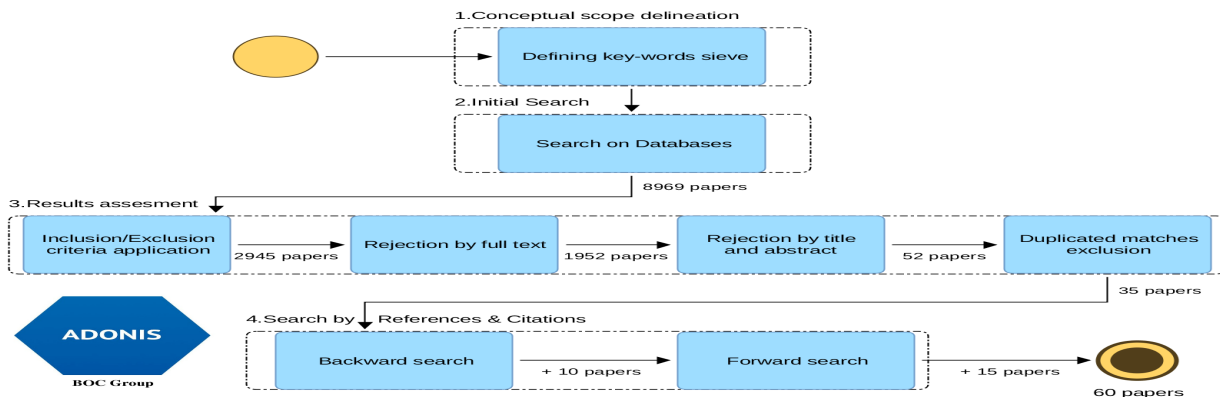 1.Conceptual scope delineation
Defining key-words sieve
2.Initial Search
Search on Databases
8969 papers
3.Results assesment
Inclusion/Exclusion
criteria application
2945 papers
Rejection by full text
1952 papers
Rejection by title
and abstract
52 papers
Duplicated matches
exclusion
35 papers
4.Search by References & Citations
Backward search
+ 10 papers
Forward search
+ 15 papers
60 papers
ADONIS
BOC Group